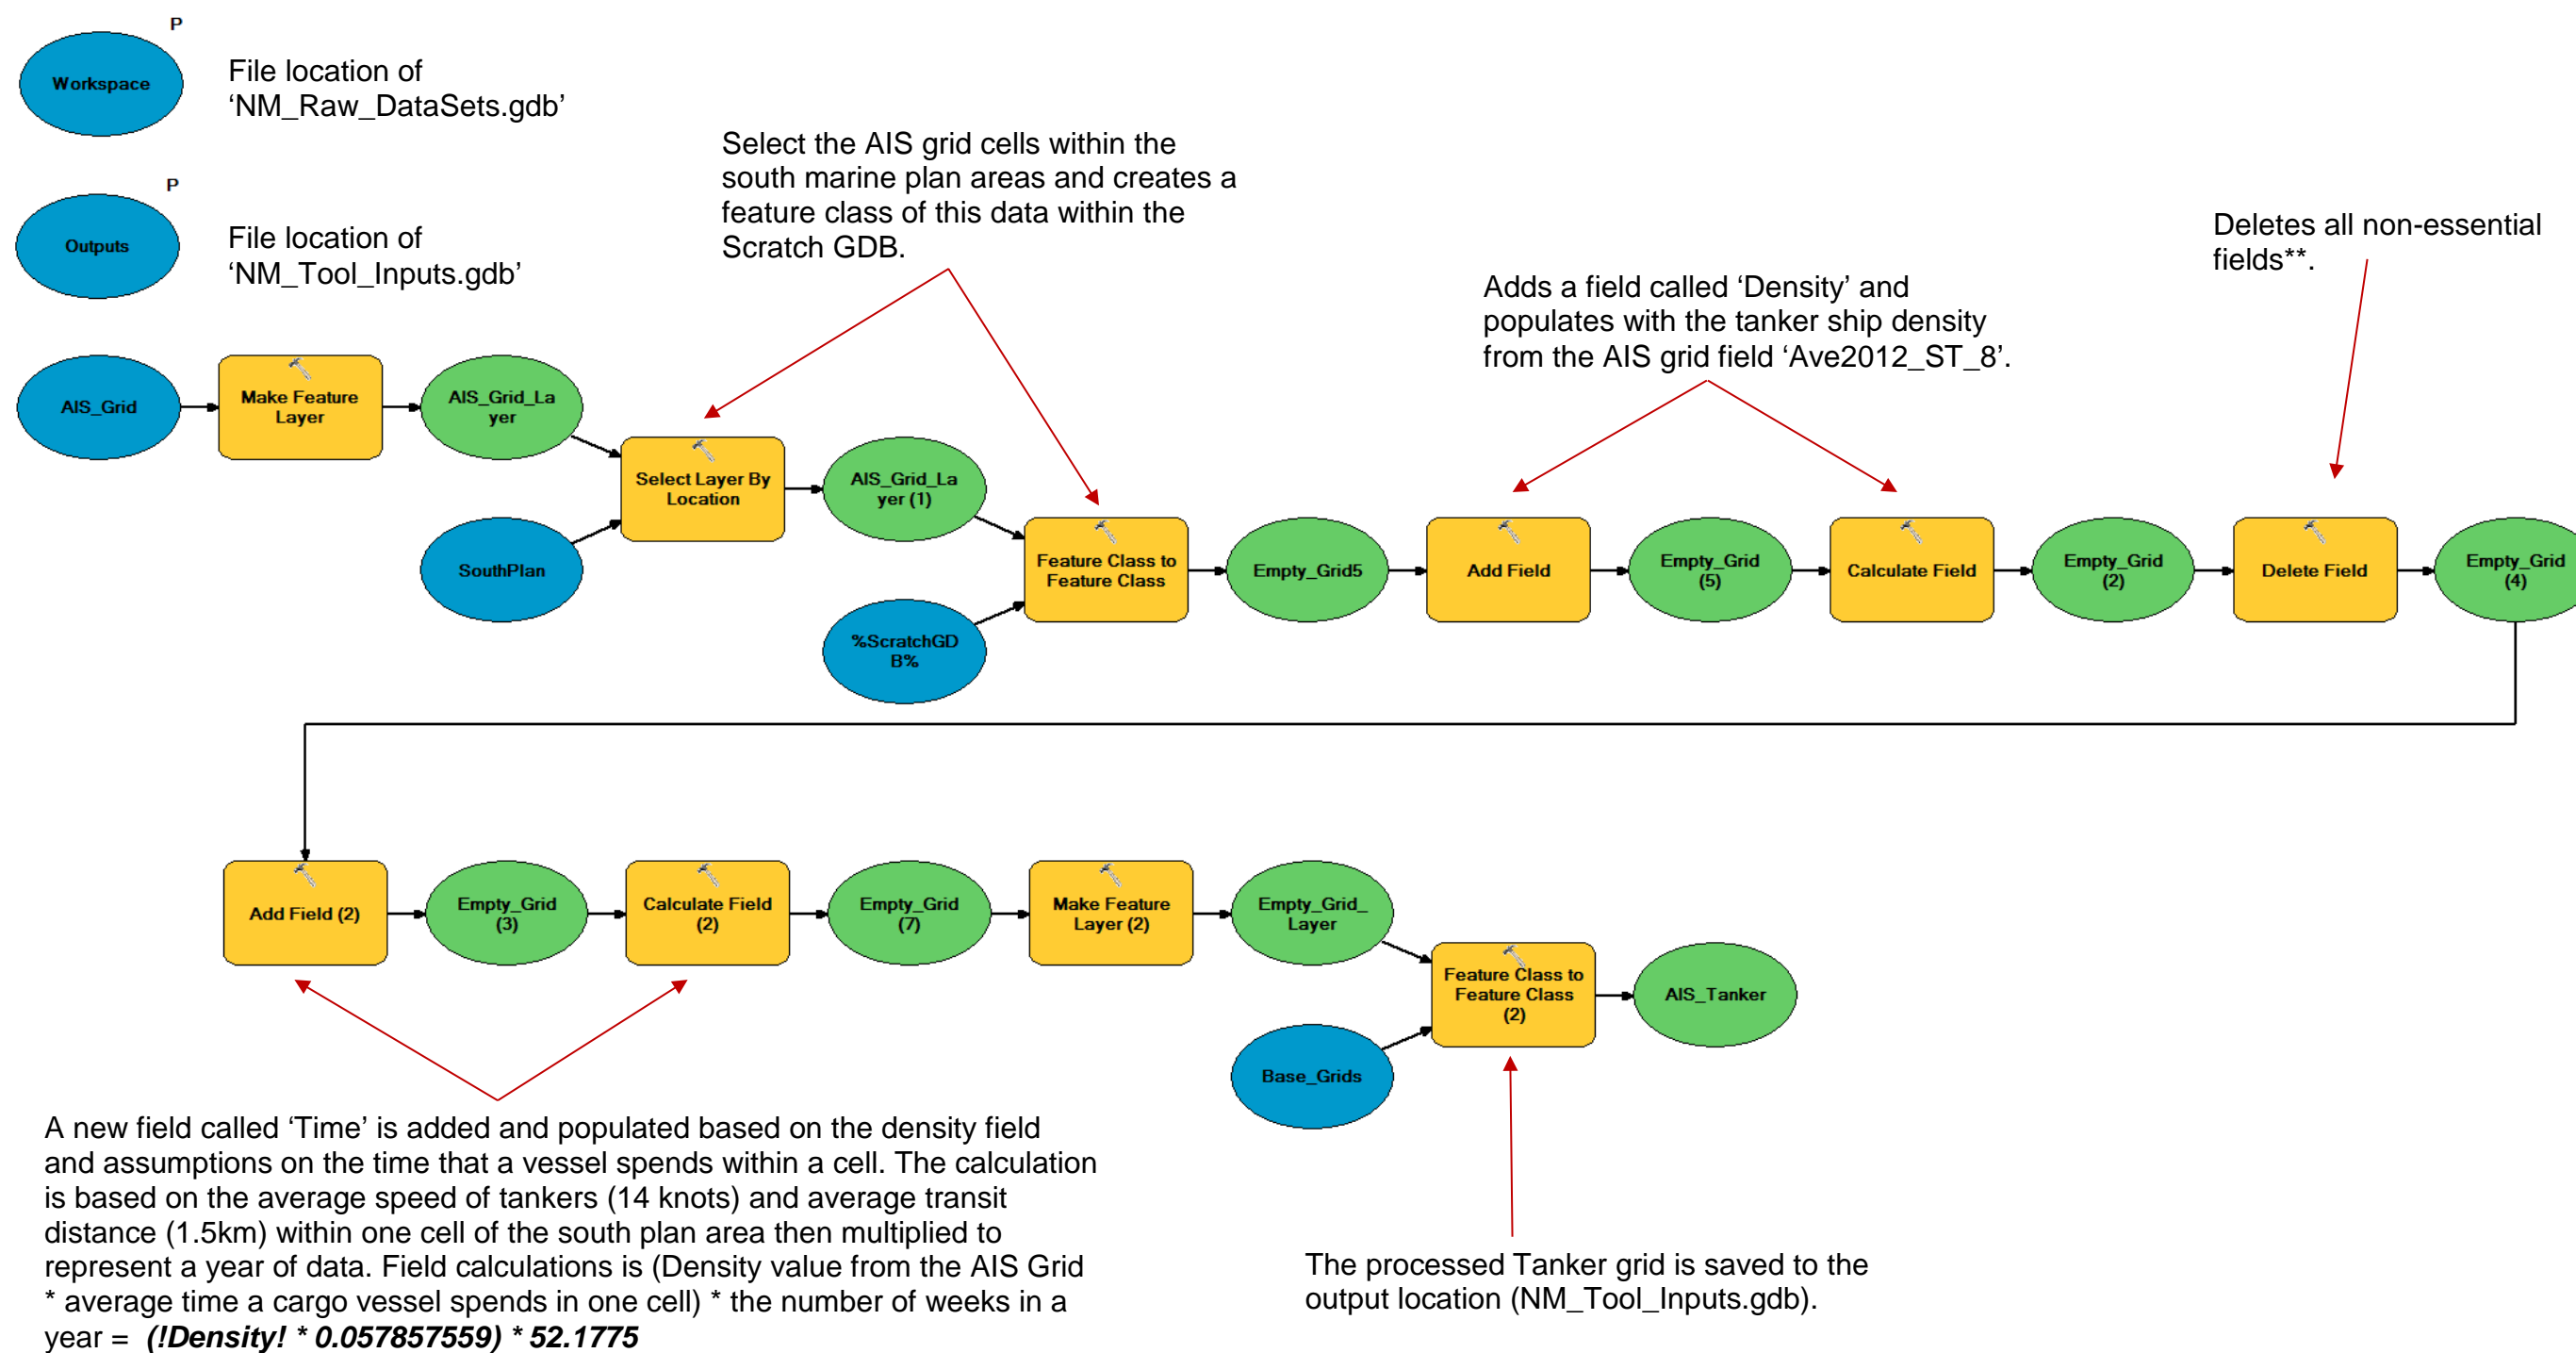 P
Workspace
File location of
‘NM_Raw_DataSets.gdb’
P
Outputs
File location of
‘NM_Tool_Inputs.gdb’
Select the AIS grid cells within the
south marine plan areas and creates a
feature class of this data within the
Scratch GDB.
Adds a field called ‘Density’ and
populates with the tanker ship density
from the AIS grid field ‘Ave2012_ST_8’.
Deletes all non-essential
fields**.
AIS_Grid
Make Feature
Layer
AIS_Grid_La
yer
Select Layer By
Location
SouthPlan
AIS_Grid_La
yer (1)
Feature Class to
Feature Class
%ScratchGD
B%
Empty_Grid5
Add Field
Empty_Grid
(5)
Calculate Field
Empty_Grid
(2)
Delete Field
Empty_Grid
(4)
Add Field (2)
Empty_Grid
(3)
Calculate Field
(2)
Empty_Grid
(7)
Make Feature
Layer (2)
Empty_Grid_
Layer
Feature Class to
Feature Class
(2)
Base_Grids
AIS_Tanker
A new field called ‘Time’ is added and populated based on the density field
and assumptions on the time that a vessel spends within a cell. The calculation
is based on the average speed of tankers (14 knots) and average transit
distance (1.5km) within one cell of the south plan area then multiplied to
represent a year of data. Field calculations is (Density value from the AIS Grid
* average time a cargo vessel spends in one cell) * the number of weeks in a
year = (!Density! * 0.057857559) * 52.1775
The processed Tanker grid is saved to the
output location (NM_Tool_Inputs.gdb).